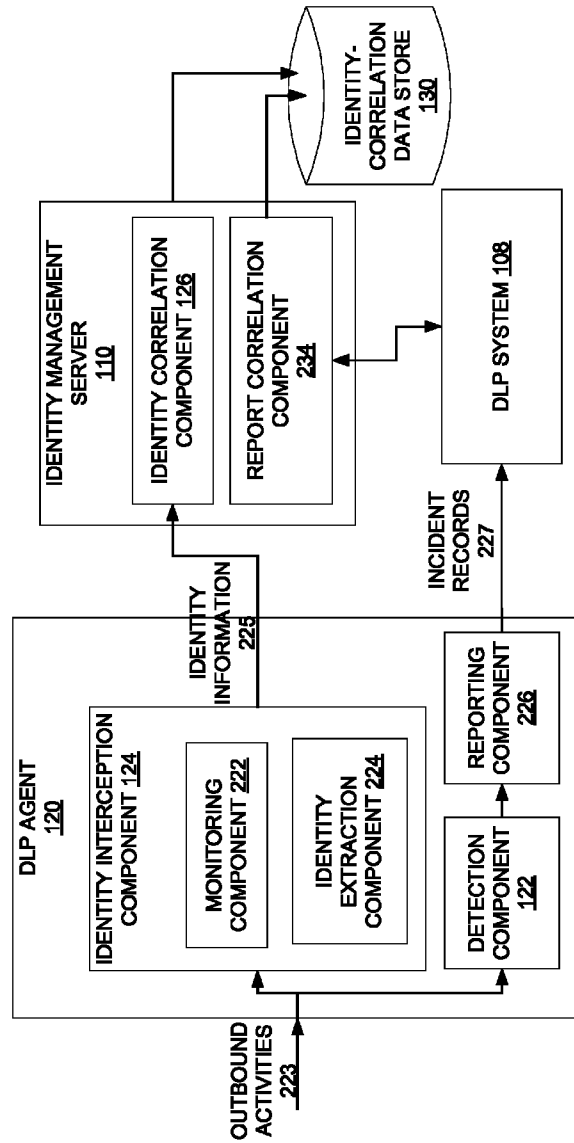 OUTBOUND
ACTIVITIES
223
DLP AGENT
120
IDENTITY INTERCEPTION
COMPONENT 124
MONITORING
COMPONENT 222
IDENTITY
EXTRACTION
COMPONENT 224
DETECTION
COMPONENT
122
REPORTING
COMPONENT
226
IDENTITY
INFORMATION
225
INCIDENT
RECORDS
227
IDENTITY MANAGEMENT
SERVER
110
IDENTITY CORRELATION
COMPONENT 126
REPORT CORRELATION
COMPONENT
234
DLP SYSTEM 108
IDENTITY-
CORRELATION
DATA STORE
130